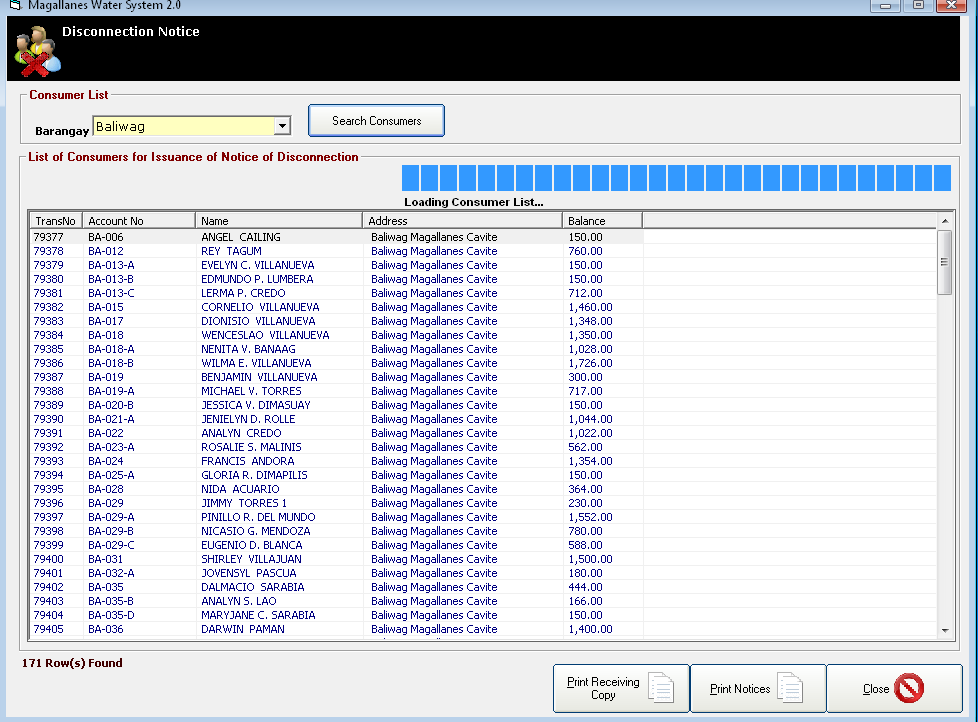 Magallanes Water System 2.0
Disconnection Notice
Consumer List
Barangay Baliwag Search Consumers
List of Consumers for Issuance of Notice of Disconnection
Loading Consumer List...
TransNo Account No Name Address Balance
79377 BA-006 ANGEL CAILING Baliwag Magallanes Cavite 150.00
79378 BA-012 REY TAGUM Baliwag Magallanes Cavite 760.00
79379 BA-013-A EVELYN C. VILLANUEVA Baliwag Magallanes Cavite 150.00
79380 BA-013-B EDMUNDO P. LUMBERA Baliwag Magallanes Cavite 150.00
79381 BA-013-C LERMA P. CREDO Baliwag Magallanes Cavite 712.00
79382 BA-015 CORNELIO VILLANUEVA Baliwag Magallanes Cavite 1,460.00
79383 BA-017 DIONISIO VILLANUEVA Baliwag Magallanes Cavite 1,348.00
79384 BA-018 WENCESLAO VILLANUEVA Baliwag Magallanes Cavite 1,350.00
79385 BA-018-A NENITA V. BANAAG Baliwag Magallanes Cavite 1,028.00
79386 BA-018-B WILMA E. VILLANUEVA Baliwag Magallanes Cavite 1,726.00
79387 BA-019 BENJAMIN VILLANUEVA Baliwag Magallanes Cavite 300.00
79388 BA-019-A MICHAEL V. TORRES Baliwag Magallanes Cavite 717.00
79389 BA-020-B JESSICA V. DIMASUAY Baliwag Magallanes Cavite 150.00
79390 BA-021-A JENIELYN D. ROLLE Baliwag Magallanes Cavite 1,044.00
79391 BA-022 ANALYN CREDO Baliwag Magallanes Cavite 1,022.00
79392 BA-023-A ROSALIE S. MALINIS Baliwag Magallanes Cavite 562.00
79393 BA-024 FRANCIS ANDORA Baliwag Magallanes Cavite 1,354.00
79394 BA-025-A GLORIA R. DIMAPILIS Baliwag Magallanes Cavite 150.00
79395 BA-028 NIDA ACUARIO Baliwag Magallanes Cavite 364.00
79396 BA-029 JIMMY TORRES 1 Baliwag Magallanes Cavite 230.00
79397 BA-029-A PINILLO R. DEL MUNDO Baliwag Magallanes Cavite 1,552.00
79398 BA-029-B NICASIO G. MENDOZA Baliwag Magallanes Cavite 780.00
79399 BA-029-C EUGENIO D. BLANCA Baliwag Magallanes Cavite 588.00
79400 BA-031 SHIRLEY VILLAJUAN Baliwag Magallanes Cavite 1,500.00
79401 BA-032-A JOVENSYL PASCUA Baliwag Magallanes Cavite 180.00
79402 BA-035 DALMACIO SARABIA Baliwag Magallanes Cavite 444.00
79403 BA-035-B ANALYN S. LAO Baliwag Magallanes Cavite 166.00
79404 BA-035-D MARYJANE C. SARABIA Baliwag Magallanes Cavite 150.00
79405 BA-036 DARWIN PAMAN Baliwag Magallanes Cavite 1,400.00
171 Row(s) Found
Print Receiving
Copy
Print Notices
Close